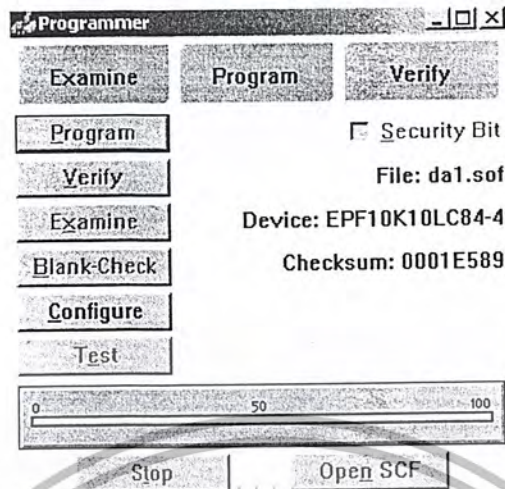 Programmer
Examine Program Verify
Program
Security Bit
Verify
File: da1.sof
Examine
Device: EPF10K10LC84-4
Blank-Check
Checksum: 0001E589
Configure
Test
0 50 100
Stop Open SCF